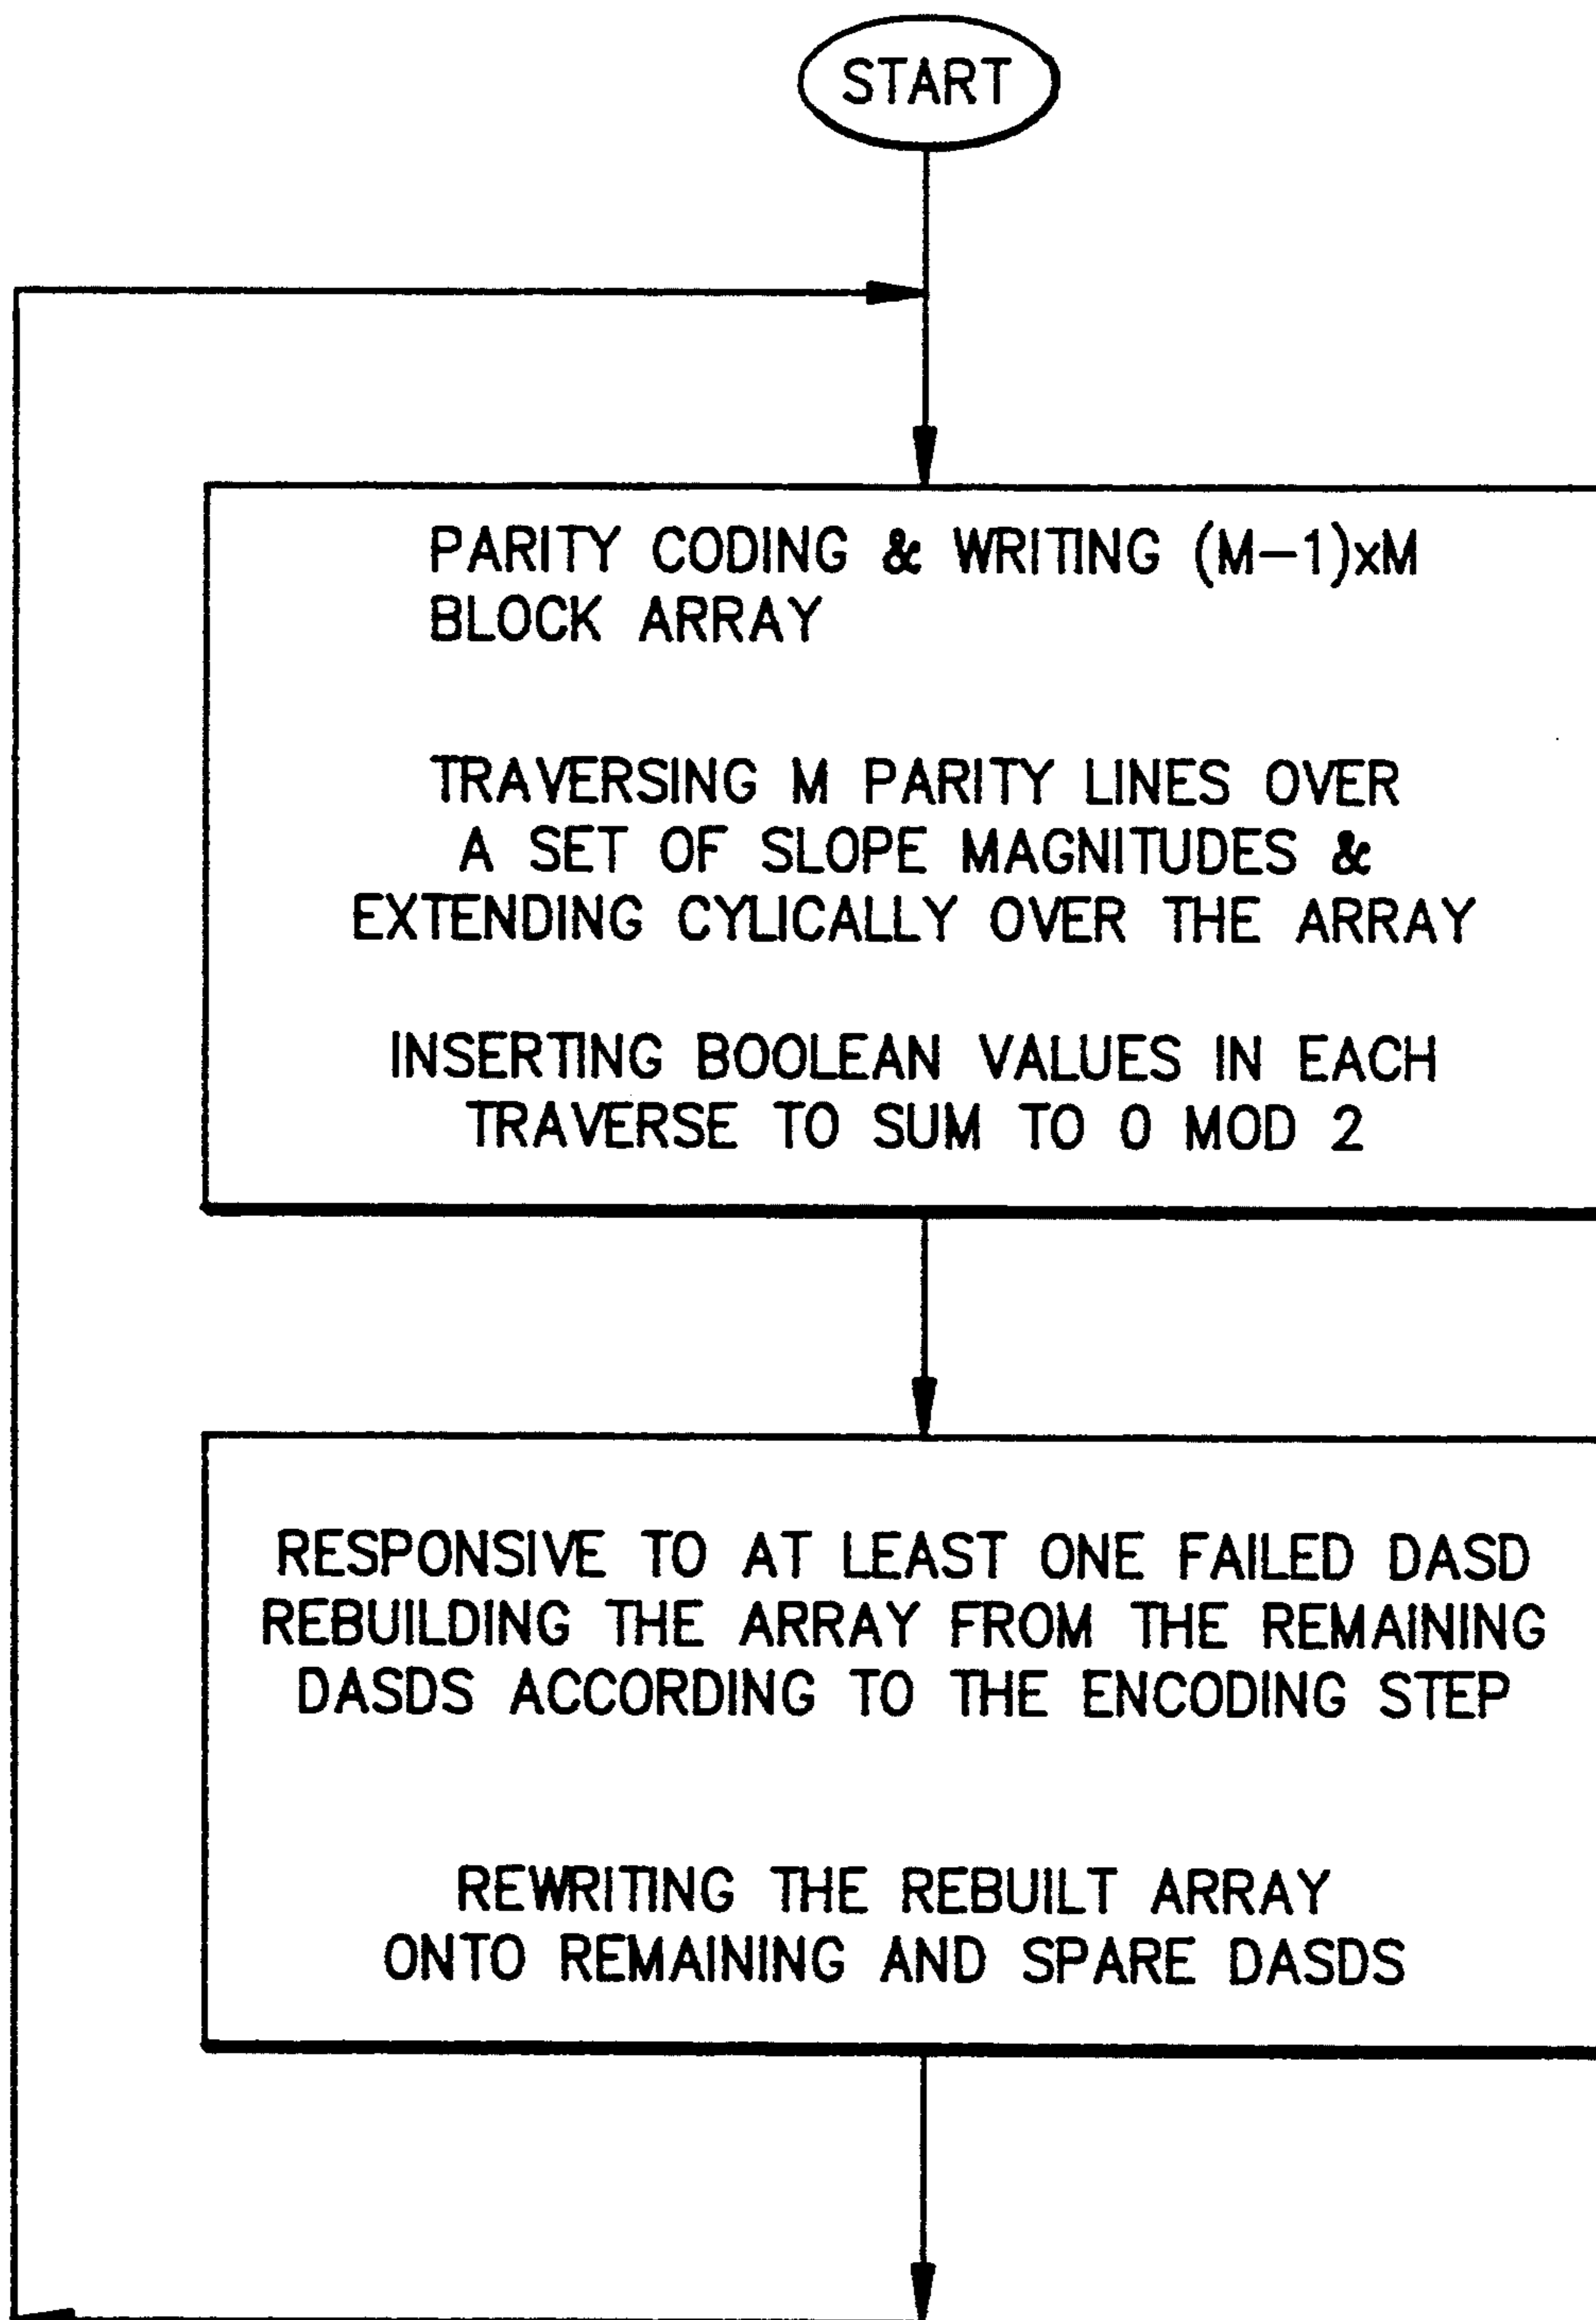 START
PARITY CODING & WRITING (M-1)xM
BLOCK ARRAY
TRAVERSING M PARITY LINES OVER
A SET OF SLOPE MAGNITUDES &
EXTENDING CYLICALLY OVER THE ARRAY
INSERTING BOOLEAN VALUES IN EACH
TRAVERSE TO SUM TO 0 MOD 2
RESPONSIVE TO AT LEAST ONE FAILED DASD
REBUILDING THE ARRAY FROM THE REMAINING
DASDS ACCORDING TO THE ENCODING STEP
REWRITING THE REBUILT ARRAY
ONTO REMAINING AND SPARE DASDS